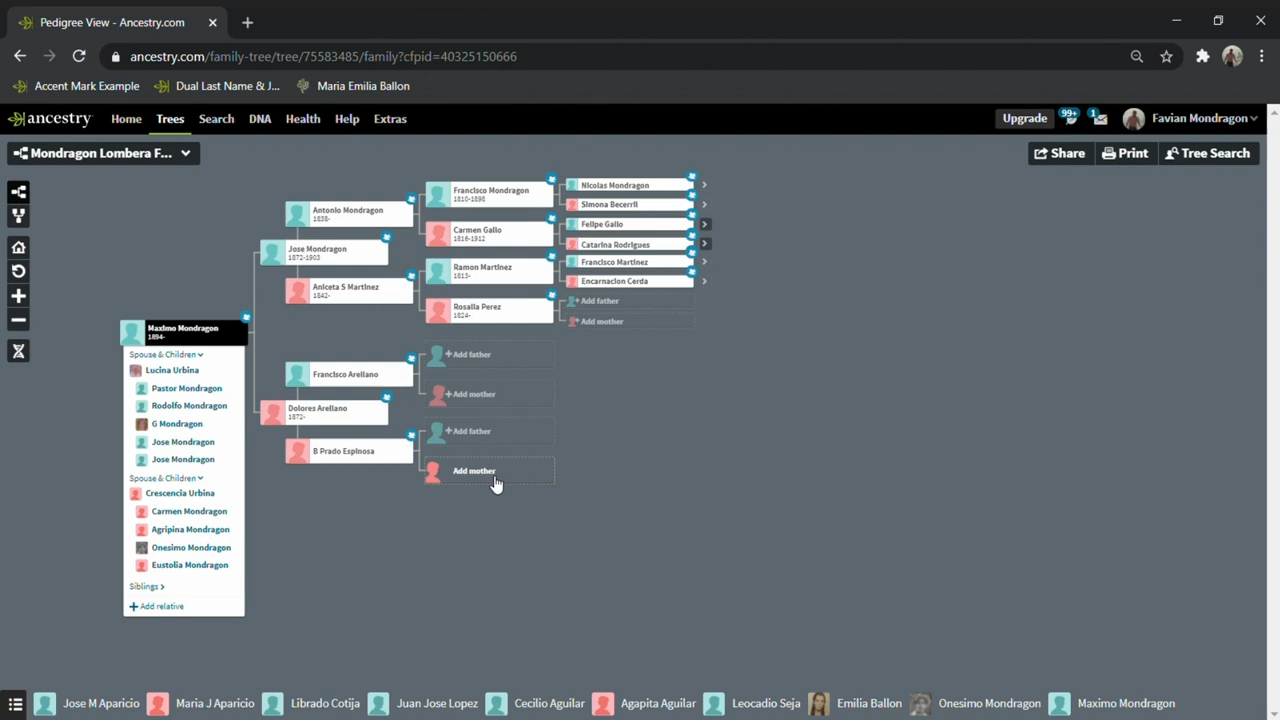 Pedigree View - Ancestry.com
ancestry.com/family-tree/tree/75583485/family?cfpid=40325150666
Accent Mark Example
Dual Last Name & J...
Maria Emilia Ballon
ancestry
Home
Trees
Search
DNA
Health
Help
Extras
Upgrade
99+
1
Favian Mondragon
Mondragon Lombera F...
Share
Print
Tree Search
Francisco Mondragon
1810-1898
Nicolas Mondragon
Simona Becerril
Antonio Mondragon
1838-
Carmen Gallo
1816-1912
Felipe Gallo
Catarina Rodrigues
Jose Mondragon
1872-1903
Ramon Martinez
1813-
Francisco Martinez
Encarnacion Cerda
Aniceta S Martinez
1842-
Rosalia Perez
1824-
Add father
Add mother
Maximo Mondragon
1894-
Spouse & Children
Lucina Urbina
Pastor Mondragon
Rodolfo Mondragon
G Mondragon
Jose Mondragon
Jose Mondragon
Spouse & Children
Crescencia Urbina
Carmen Mondragon
Agripina Mondragon
Onesimo Mondragon
Eustolia Mondragon
Siblings
Add relative
Francisco Arellano
Add father
Add mother
Dolores Arellano
1872-
B Prado Espinosa
Add father
Add mother
Jose M Aparicio
Maria J Aparicio
Librado Cotija
Juan Jose Lopez
Cecilio Aguilar
Agapita Aguilar
Leocadio Seja
Emilia Ballon
Onesimo Mondragon
Maximo Mondragon